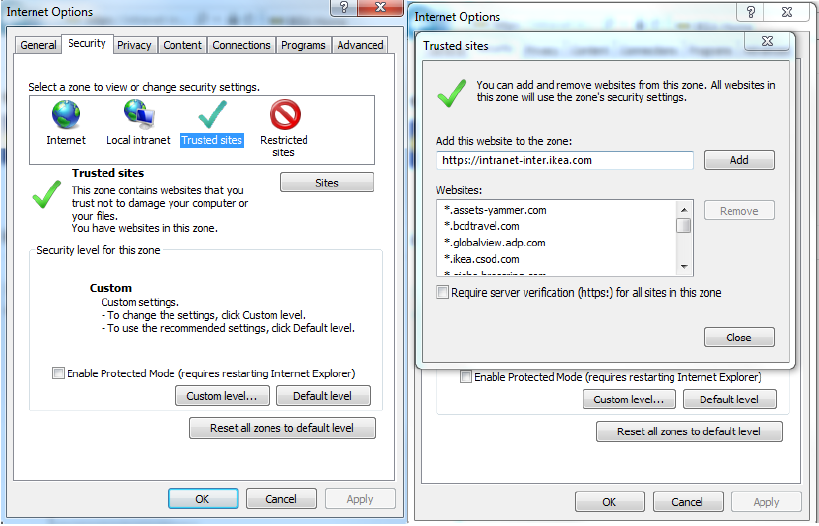 Internet Options
?
General Security Privacy Content Connections Programs Advanced
Select a zone to view or change security settings.
Internet
Local intranet
Trusted sites
Restricted
sites
Trusted sites
This zone contains websites that you
trust not to damage your computer or
your files.
You have websites in this zone.
Sites
Security level for this zone
Custom
Custom settings.
- To change the settings, click Custom level.
- To use the recommended settings, click Default level.
Enable Protected Mode (requires restarting Internet Explorer)
Custom level...
Default level
Reset all zones to default level
OK
Cancel
Apply
Internet Options
?
Trusted sites
You can add and remove websites from this zone. All websites in
this zone will use the zone's security settings.
Add this website to the zone:
https://intranet-inter.ikea.com
Add
Websites:
*.assets-yammer.com
*.bcdtravel.com
*.globalview.adp.com
*.ikea.csod.com
Remove
Require server verification (https:) for all sites in this zone
Close
Enable Protected Mode (requires restarting Internet Explorer)
Custom level...
Default level
Reset all zones to default level
OK
Cancel
Apply